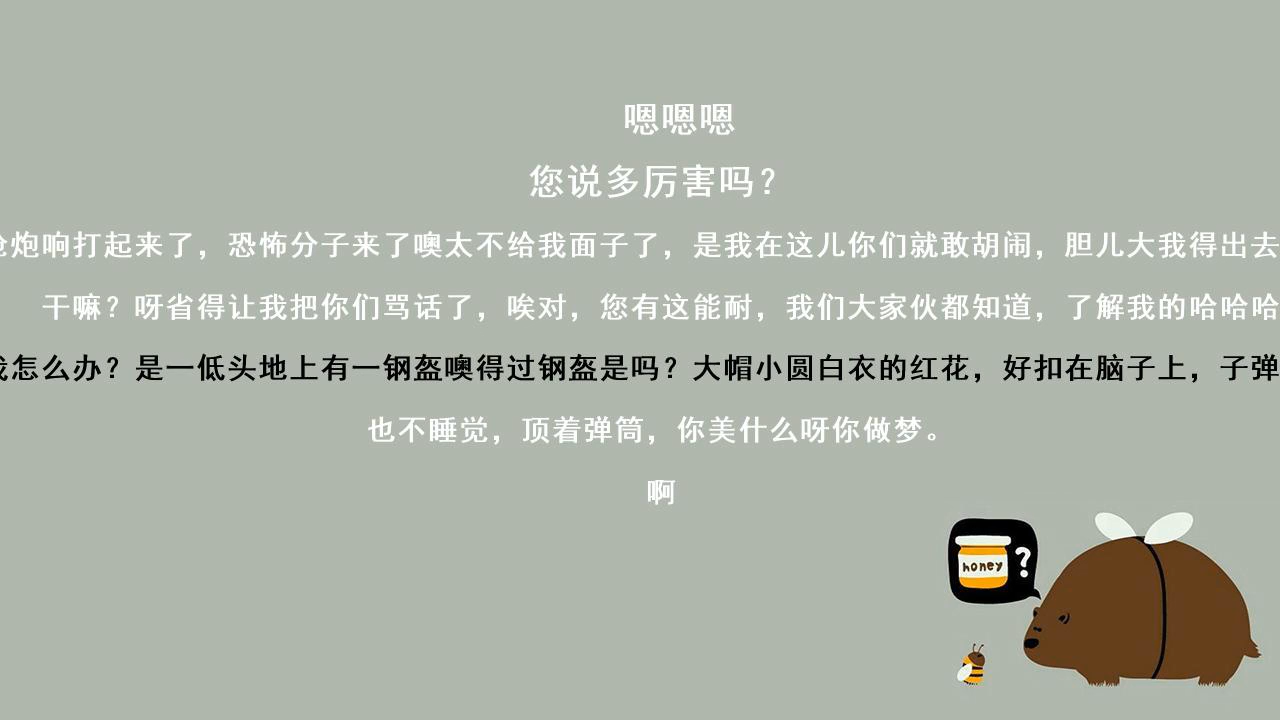 嗯嗯嗯
您说多厉害吗？
炮响打起来了，恐怖分子来了噢太不给我面子了，是我在这儿你们就敢胡闹，胆儿大我得出去
干嘛？呀省得让我把你们骂话了，唉对，您有这能耐，我们大家伙都知道，了解我的哈哈哈
怎么办？是一低头地上有一钢盔噢得过钢盔是吗？大帽小圆白衣的红花，好扣在脑子上，子弹
也不睡觉，顶着弹筒，你美什么呀你做梦。
啊
honey
?